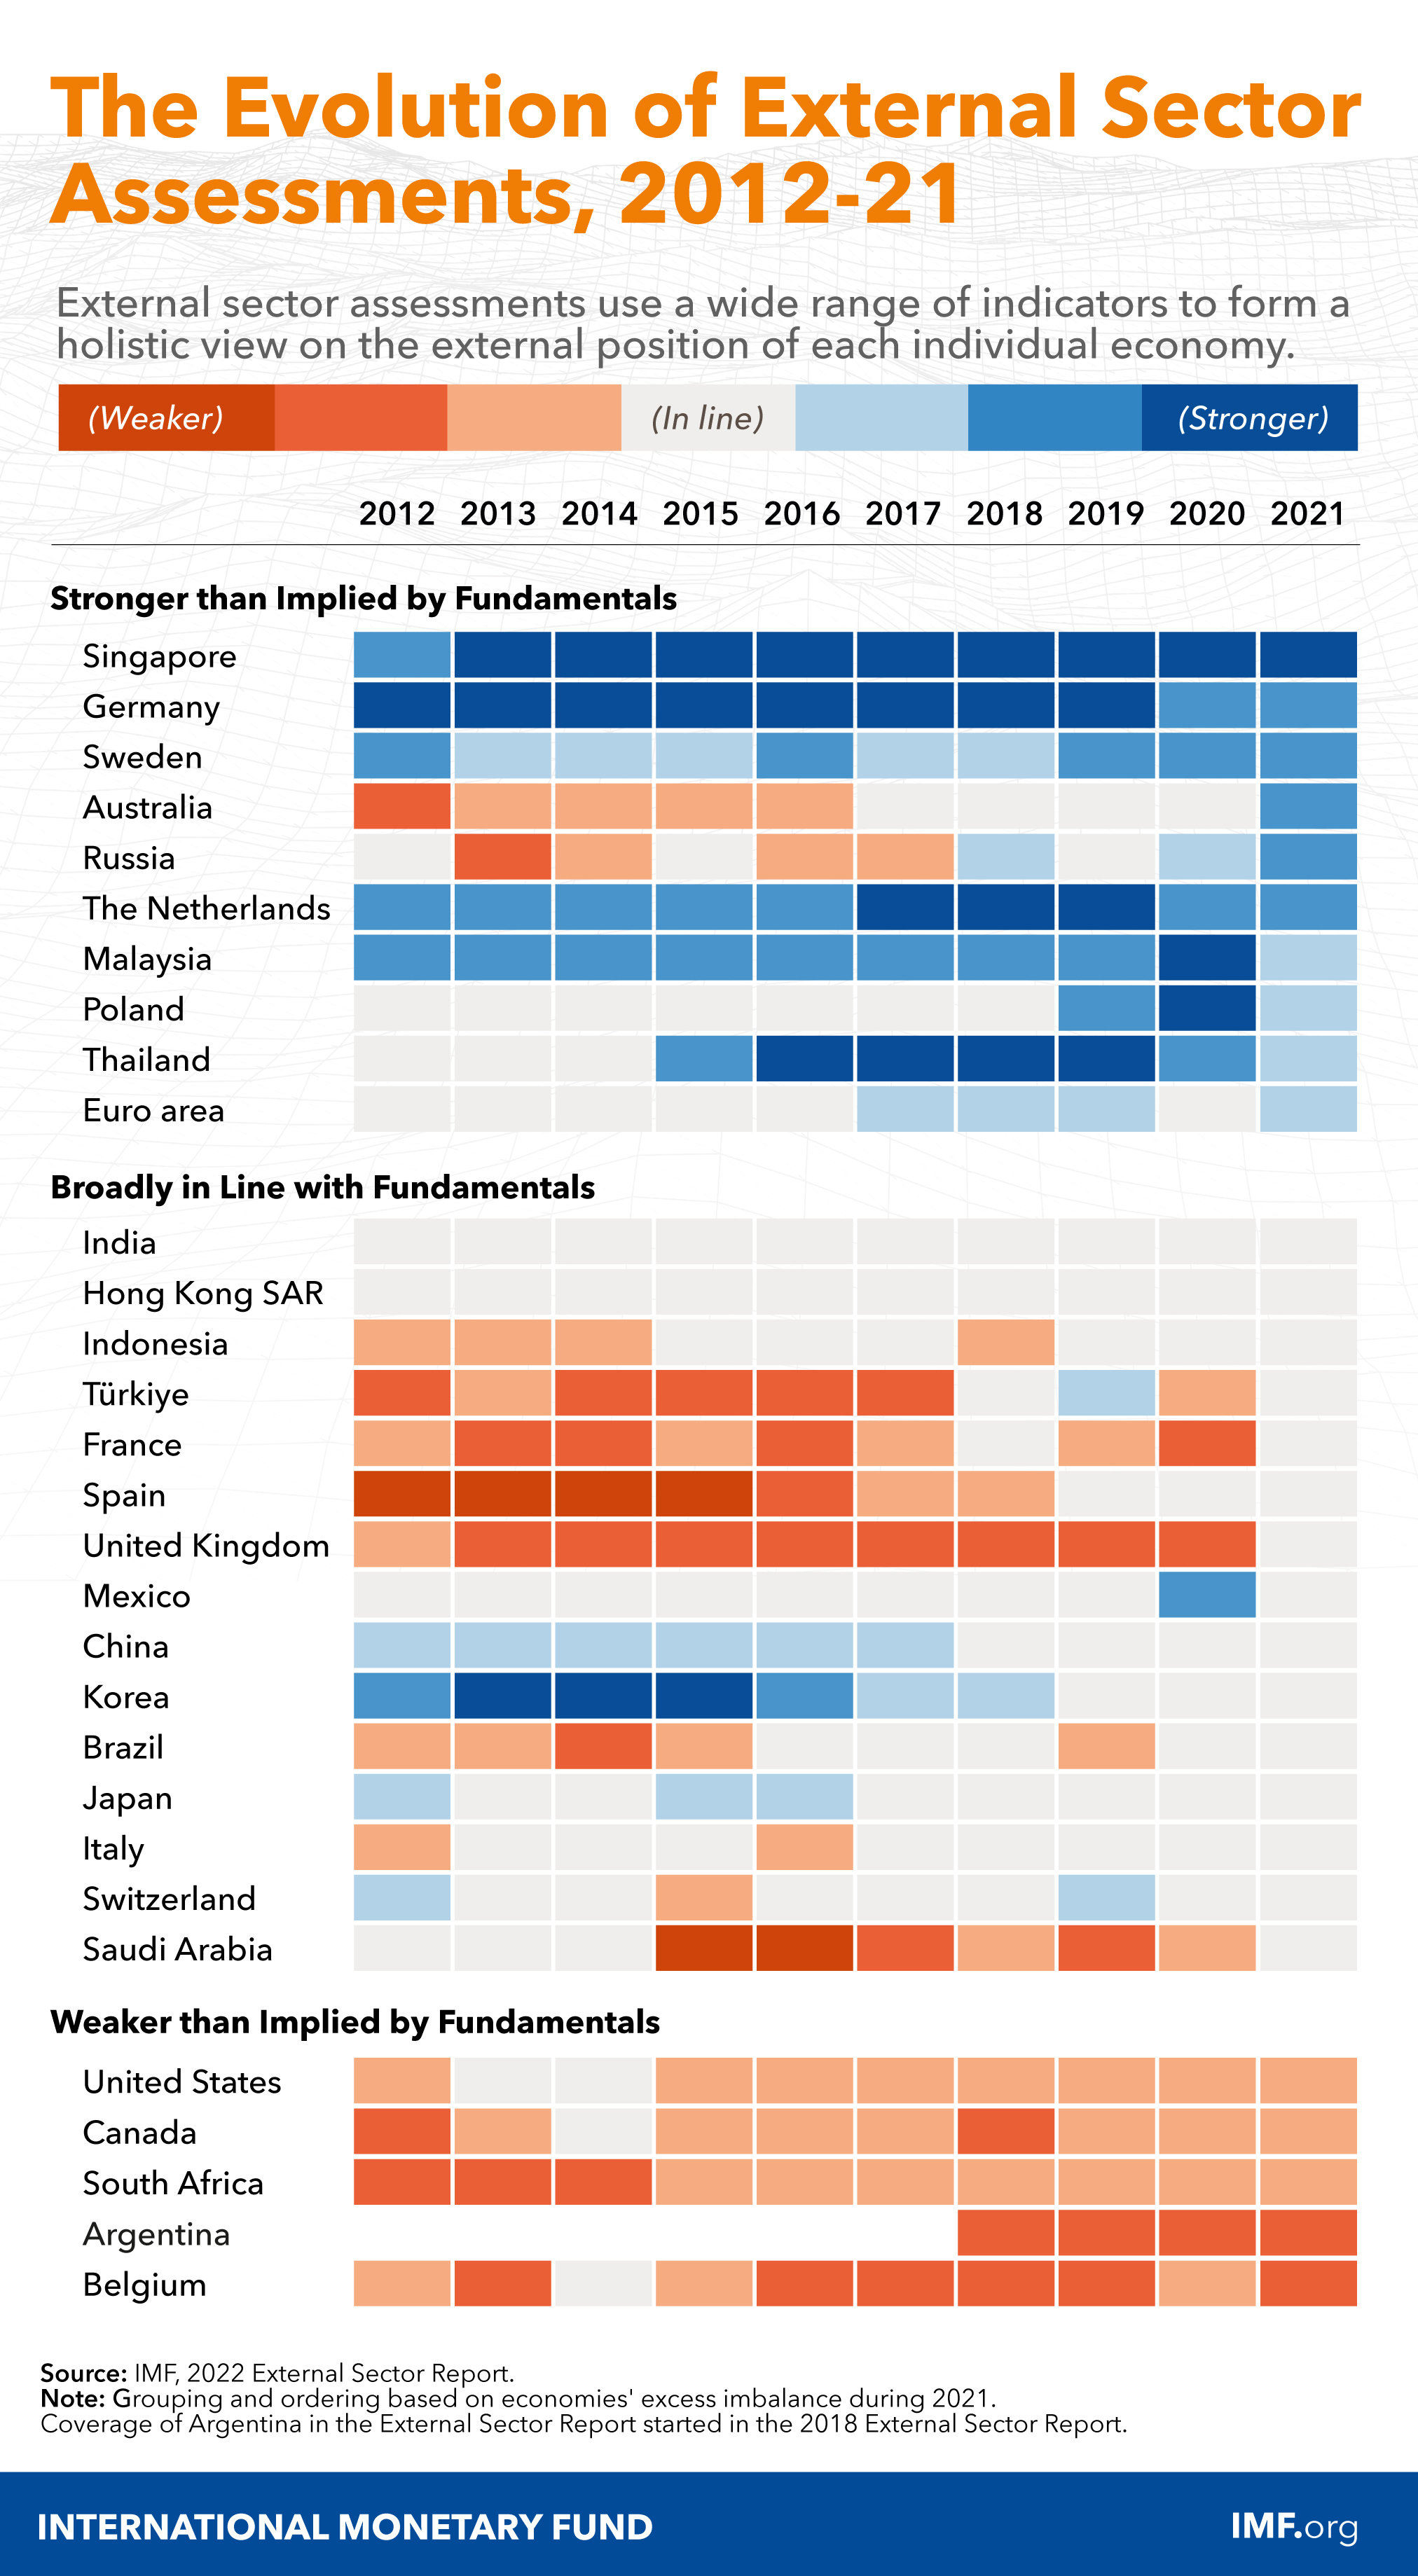 The Evolution of External Sector
Assessments, 2012-21
External sector assessments use a wide range of indicators to form a
holistic view on the external position of each individual economy.
(Weaker) (In line) (Stronger)
2012 2013 2014 2015 2016 2017 2018 2019 2020 2021
Stronger than Implied by Fundamentals
Singapore
Germany
Sweden
Australia
Russia
The Netherlands
Malaysia
Poland
Thailand
Euro area
Broadly in Line with Fundamentals
India
Hong Kong SAR
Indonesia
Türkiye
France
Spain
United Kingdom
Mexico
China
Korea
Brazil
Japan
Italy
Switzerland
Saudi Arabia
Weaker than Implied by Fundamentals
United States
Canada
South Africa
Argentina
Belgium
Source: IMF, 2022 External Sector Report.
Note: Grouping and ordering based on economies' excess imbalance during 2021.
Coverage of Argentina in the External Sector Report started in the 2018 External Sector Report.
INTERNATIONAL MONETARY FUND IMF.org